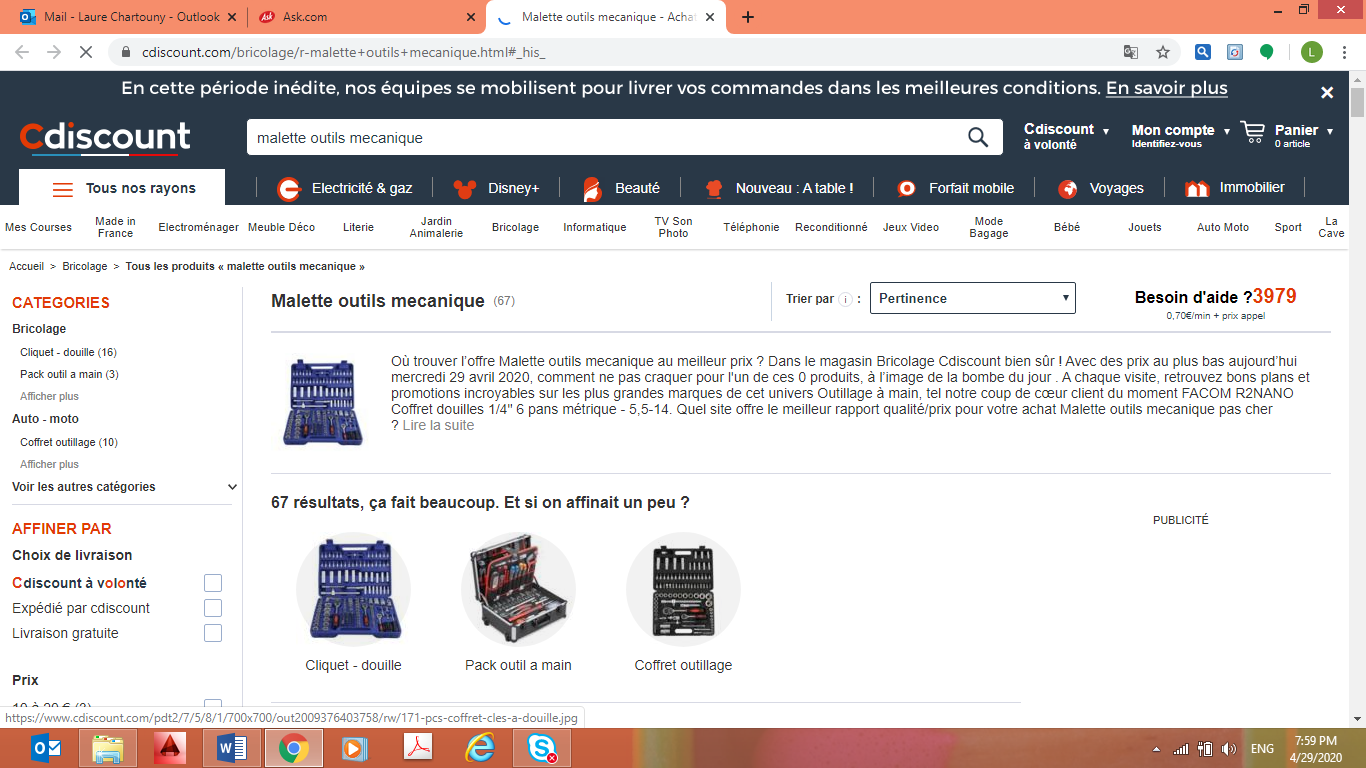 Mail - Laure Chartouny - Outlook
Ask.com
Malette outils mecanique - Achat
cdiscount.com/bricolage/r-malette+outils+mecanique.html#_his_
L
En cette période inédite, nos équipes se mobilisent pour livrer vos commandes dans les meilleures conditions. En savoir plus
Cdiscount
malette outils mecanique
Cdiscount
à volonté
Mon compte
Identifiez-vous
Panier
0 article
Tous nos rayons
Electricité & gaz
Disney+
Beauté
Nouveau : A table !
Forfait mobile
Voyages
Immobilier
Mes Courses
Made in
France
Electroménager
Meuble Déco
Literie
Jardin
Animalerie
Bricolage
Informatique
TV Son
Photo
Téléphonie
Reconditionné
Jeux Video
Mode
Bagage
Bébé
Jouets
Auto Moto
Sport
La
Cave
Accueil > Bricolage > Tous les produits « malette outils mecanique »
CATEGORIES
Bricolage
Cliquet - douille (16)
Pack outil a main (3)
Afficher plus
Auto - moto
Coffret outillage (10)
Afficher plus
Voir les autres catégories
AFFINER PAR
Choix de livraison
Cdiscount à volonté
Expédié par cdiscount
Livraison gratuite
Prix
Malette outils mecanique (67)
Trier par i :
Pertinence
Besoin d'aide ?3979
0,70€/min + prix appel
Où trouver l'offre Malette outils mecanique au meilleur prix ? Dans le magasin Bricolage Cdiscount bien sûr ! Avec des prix au plus bas aujourd'hui
mercredi 29 avril 2020, comment ne pas craquer pour l'un de ces 0 produits, à l'image de la bombe du jour . A chaque visite, retrouvez bons plans et
promotions incroyables sur les plus grandes marques de cet univers Outillage à main, tel notre coup de cœur client du moment FACOM R2NANO
Coffret douilles 1/4" 6 pans métrique - 5,5-14. Quel site offre le meilleur rapport qualité/prix pour votre achat Malette outils mecanique pas cher
? Lire la suite
67 résultats, ça fait beaucoup. Et si on affinait un peu ?
PUBLICITÉ
Cliquet - douille
Pack outil a main
Coffret outillage
https://www.cdiscount.com/pdt2/7/5/8/1/700x700/out2009376403758/rw/171-pcs-coffret-cles-a-douille.jpg
ENG
7:59 PM
4/29/2020